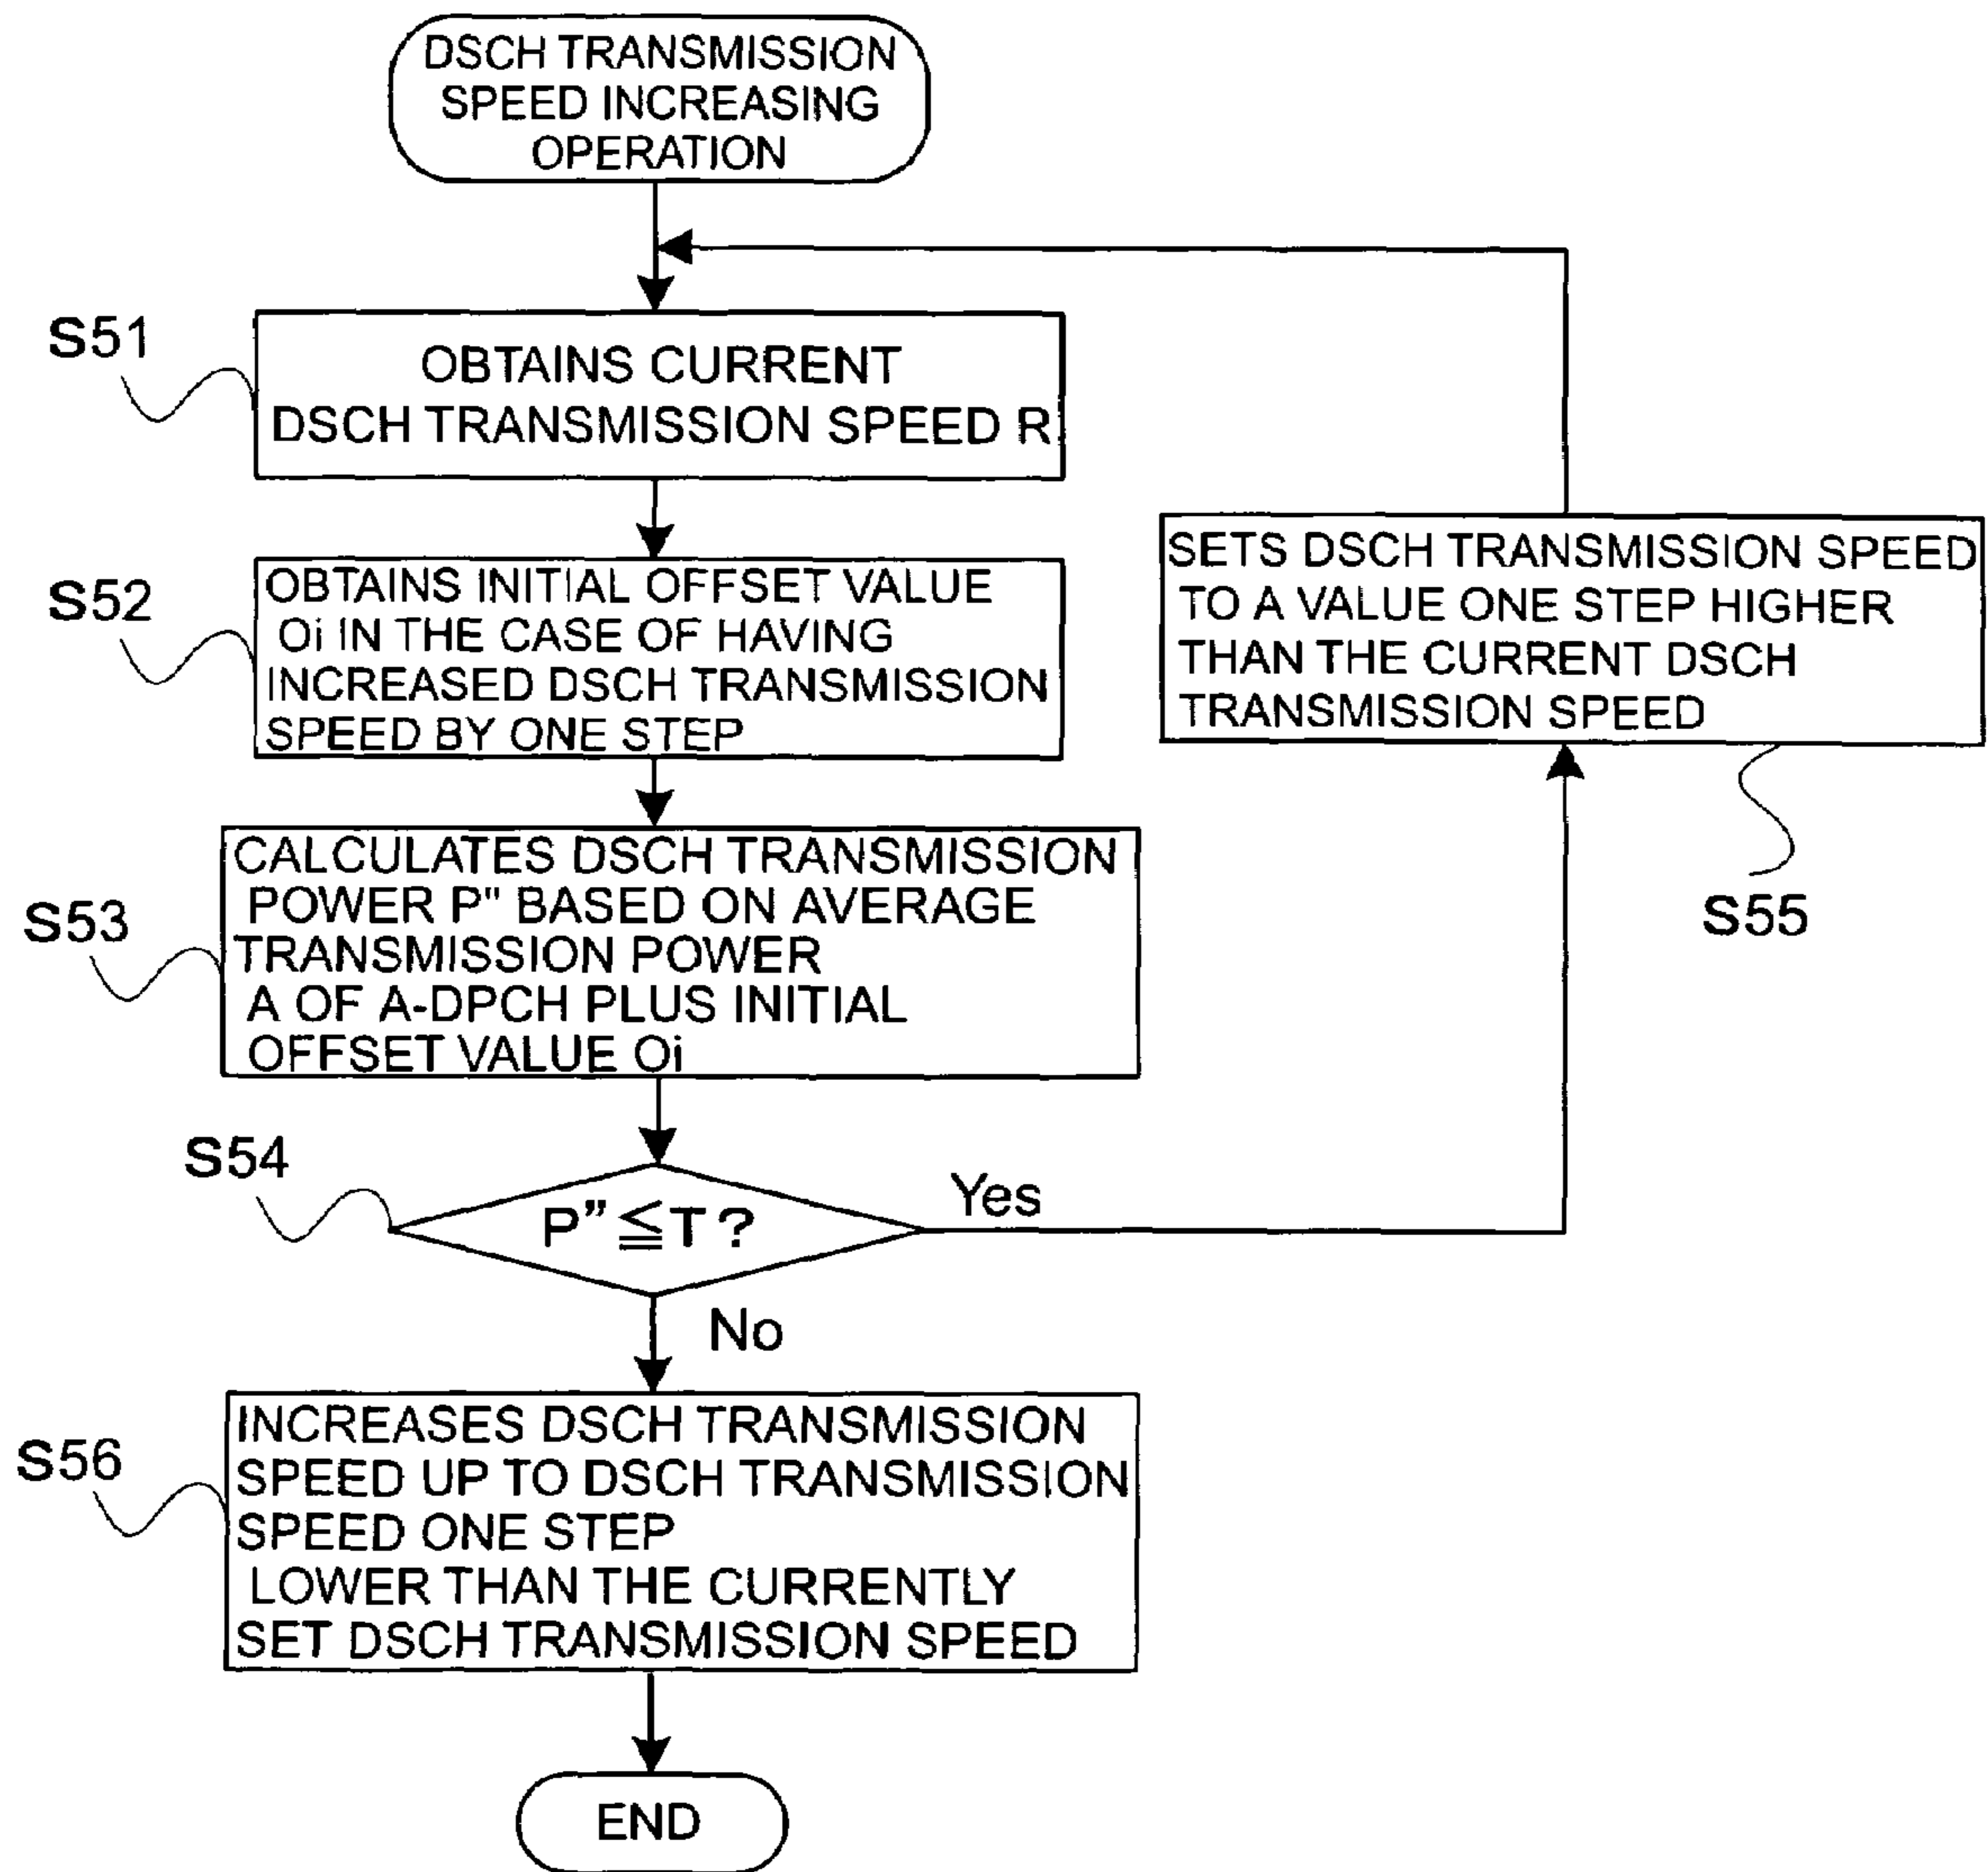 DSCH TRANSMISSION
SPEED INCREASING
OPERATION
S51
OBTAINS CURRENT
DSCH TRANSMISSION SPEED R
S52
OBTAINS INITIAL OFFSET VALUE
Oi IN THE CASE OF HAVING
INCREASED DSCH TRANSMISSION
SPEED BY ONE STEP
SETS DSCH TRANSMISSION SPEED
TO A VALUE ONE STEP HIGHER
THAN THE CURRENT DSCH
TRANSMISSION SPEED
S55
S53
CALCULATES DSCH TRANSMISSION
POWER P" BASED ON AVERAGE
TRANSMISSION POWER
A OF A-DPCH PLUS INITIAL
OFFSET VALUE Oi
S54
P” ≦ T ?
Yes
No
S56
INCREASES DSCH TRANSMISSION
SPEED UP TO DSCH TRANSMISSION
SPEED ONE STEP
LOWER THAN THE CURRENTLY
SET DSCH TRANSMISSION SPEED
END